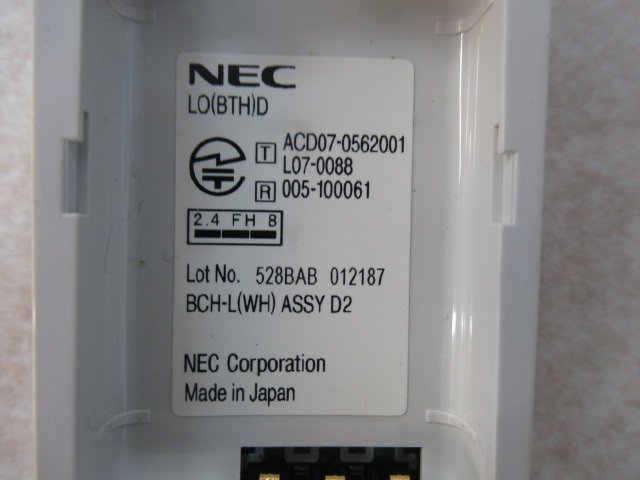 NEC
LO(BTH)D
T ACD07-0562001
L07-0088
R 005-100061
2.4 FH 8
Lot No. 528BAB 012187
BCH-L(WH) ASSY D2
NEC Corporation
Made in Japan